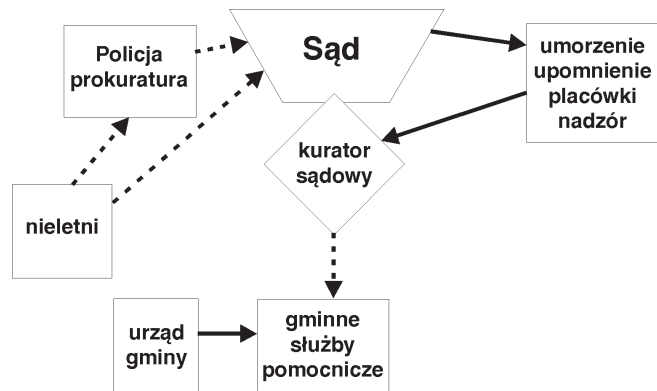 Policja
prokuratura
Sąd
umorzenie
upomnienie
placówki
nadzór
kurator
sądowy
nieletni
urząd
gminy
gminne
służby
pomocnicze